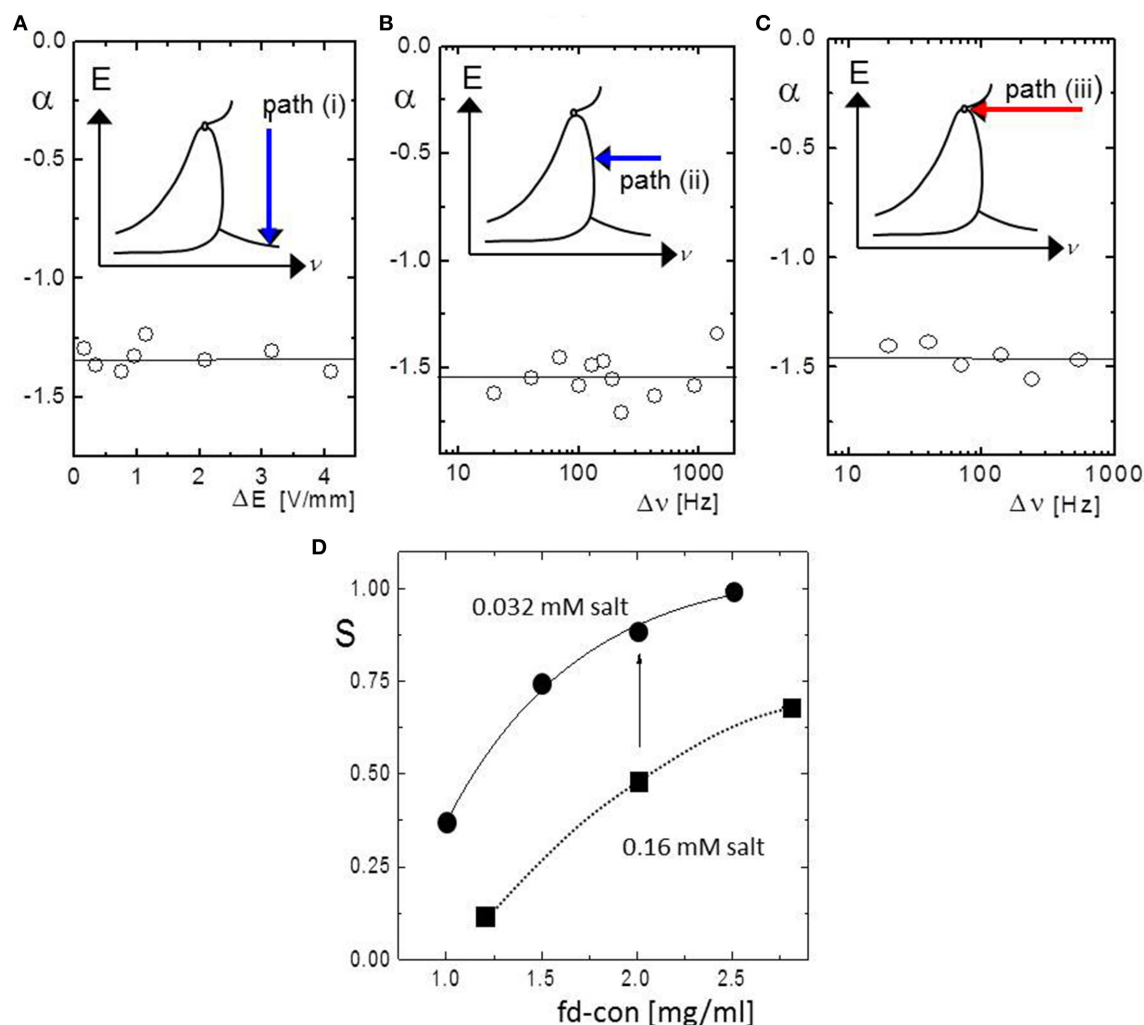 A
B
C
0.0
-0.5
-1.0
-1.5
α
E
path (i)
ν
0 1 2 3 4
ΔE [V/mm]
0.0
-0.5
-1.0
-1.5
α
E
path (ii)
ν
10 100 1000
Δν [Hz]
0.0
-0.5
-1.0
-1.5
α
E
path (iii)
ν
10 100 1000
Δν [Hz]
D
1.00
0.75
0.50
0.25
0.00
S
0.032 mM salt
0.16 mM salt
1.0 1.5 2.0 2.5
fd-con [mg/ml]